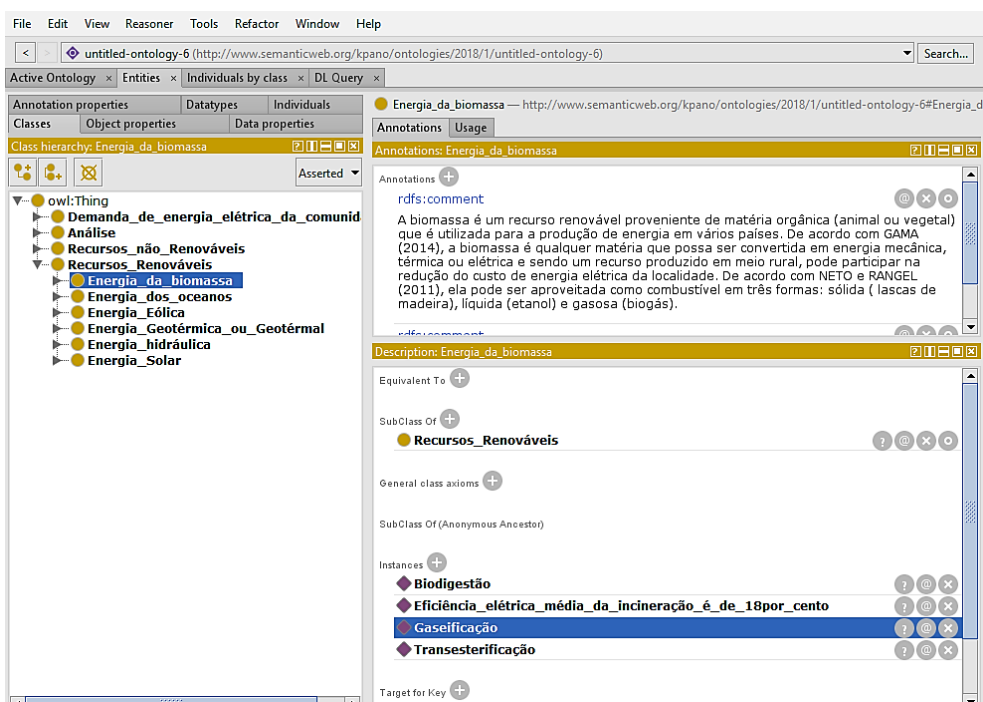 File Edit View Reasoner Tools Refactor Window Help
< > untitled-ontology-6 (http://www.semanticweb.org/kpano/ontologies/2018/1/untitled-ontology-6) Search...
Active Ontology × Entities × Individuals by class × DL Query ×
Annotation properties Datatypes Individuals
Classes Object properties Data properties
Class hierarchy: Energia_da_biomassa
Asserted
owl:Thing
Demanda_de_energia_elétrica_da_comunid
Análise
Recursos_não_Renováveis
Recursos_Renováveis
Energia_da_biomassa
Energia_dos_oceanos
Energia_Eólica
Energia_Geotérmica_ou_Geotérmal
Energia_hidráulica
Energia_Solar
Energia_da_biomassa — http://www.semanticweb.org/kpano/ontologies/2018/1/untitled-ontology-6#Energia_d
Annotations Usage
Annotations: Energia_da_biomassa
Annotations
rdfs:comment
A biomassa é um recurso renovável proveniente de matéria orgânica (animal ou vegetal)
que é utilizada para a produção de energia em vários países. De acordo com GAMA
(2014), a biomassa é qualquer matéria que possa ser convertida em energia mecânica,
térmica ou elétrica e sendo um recurso produzido em meio rural, pode participar na
redução do custo de energia elétrica da localidade. De acordo com NETO e RANGEL
(2011), ela pode ser aproveitada como combustível em três formas: sólida ( lascas de
madeira), líquida (etanol) e gasosa (biogás).
rdfs:comment
Description: Energia_da_biomassa
Equivalent To
SubClass Of
Recursos_Renováveis
General class axioms
SubClass Of (Anonymous Ancestor)
Instances
Biodigestão
Eficiência_elétrica_média_da_incineração_é_de_18por_cento
Gaseificação
Transesterificação
Target for Key